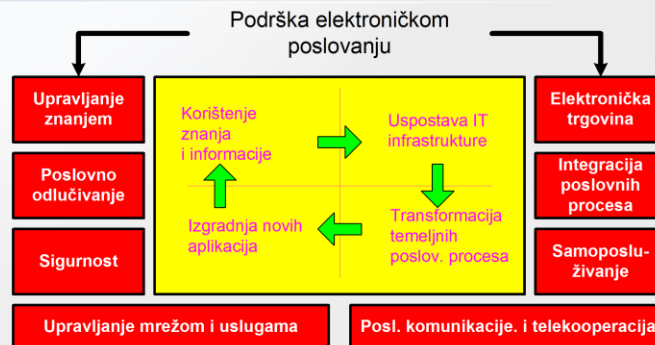 Podrška elektroničkom
poslovanju
Upravljanje
znanjem
Poslovno
odlučivanje
Sigurnost
Korištenje
znanja
i informacije
Uspostava IT
infrastrukture
Izgradnja novih
aplikacija
Transformacija
temeljnih
poslov. procesa
Elektronička
trgovina
Integracija
poslovnih
procesa
Samoposlu-
živanje
Upravljanje mrežom i uslugama
Posl. komunikacije. i telekooperacija